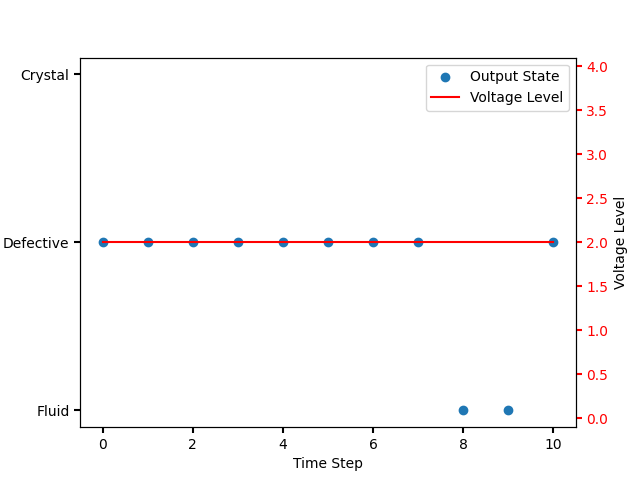 Crystal
Defective
Fluid
Output State
Voltage Level
4.0
3.5
3.0
2.5
2.0
1.5
1.0
0.5
0.0
Voltage Level
0 2 4 6 8 10
Time Step